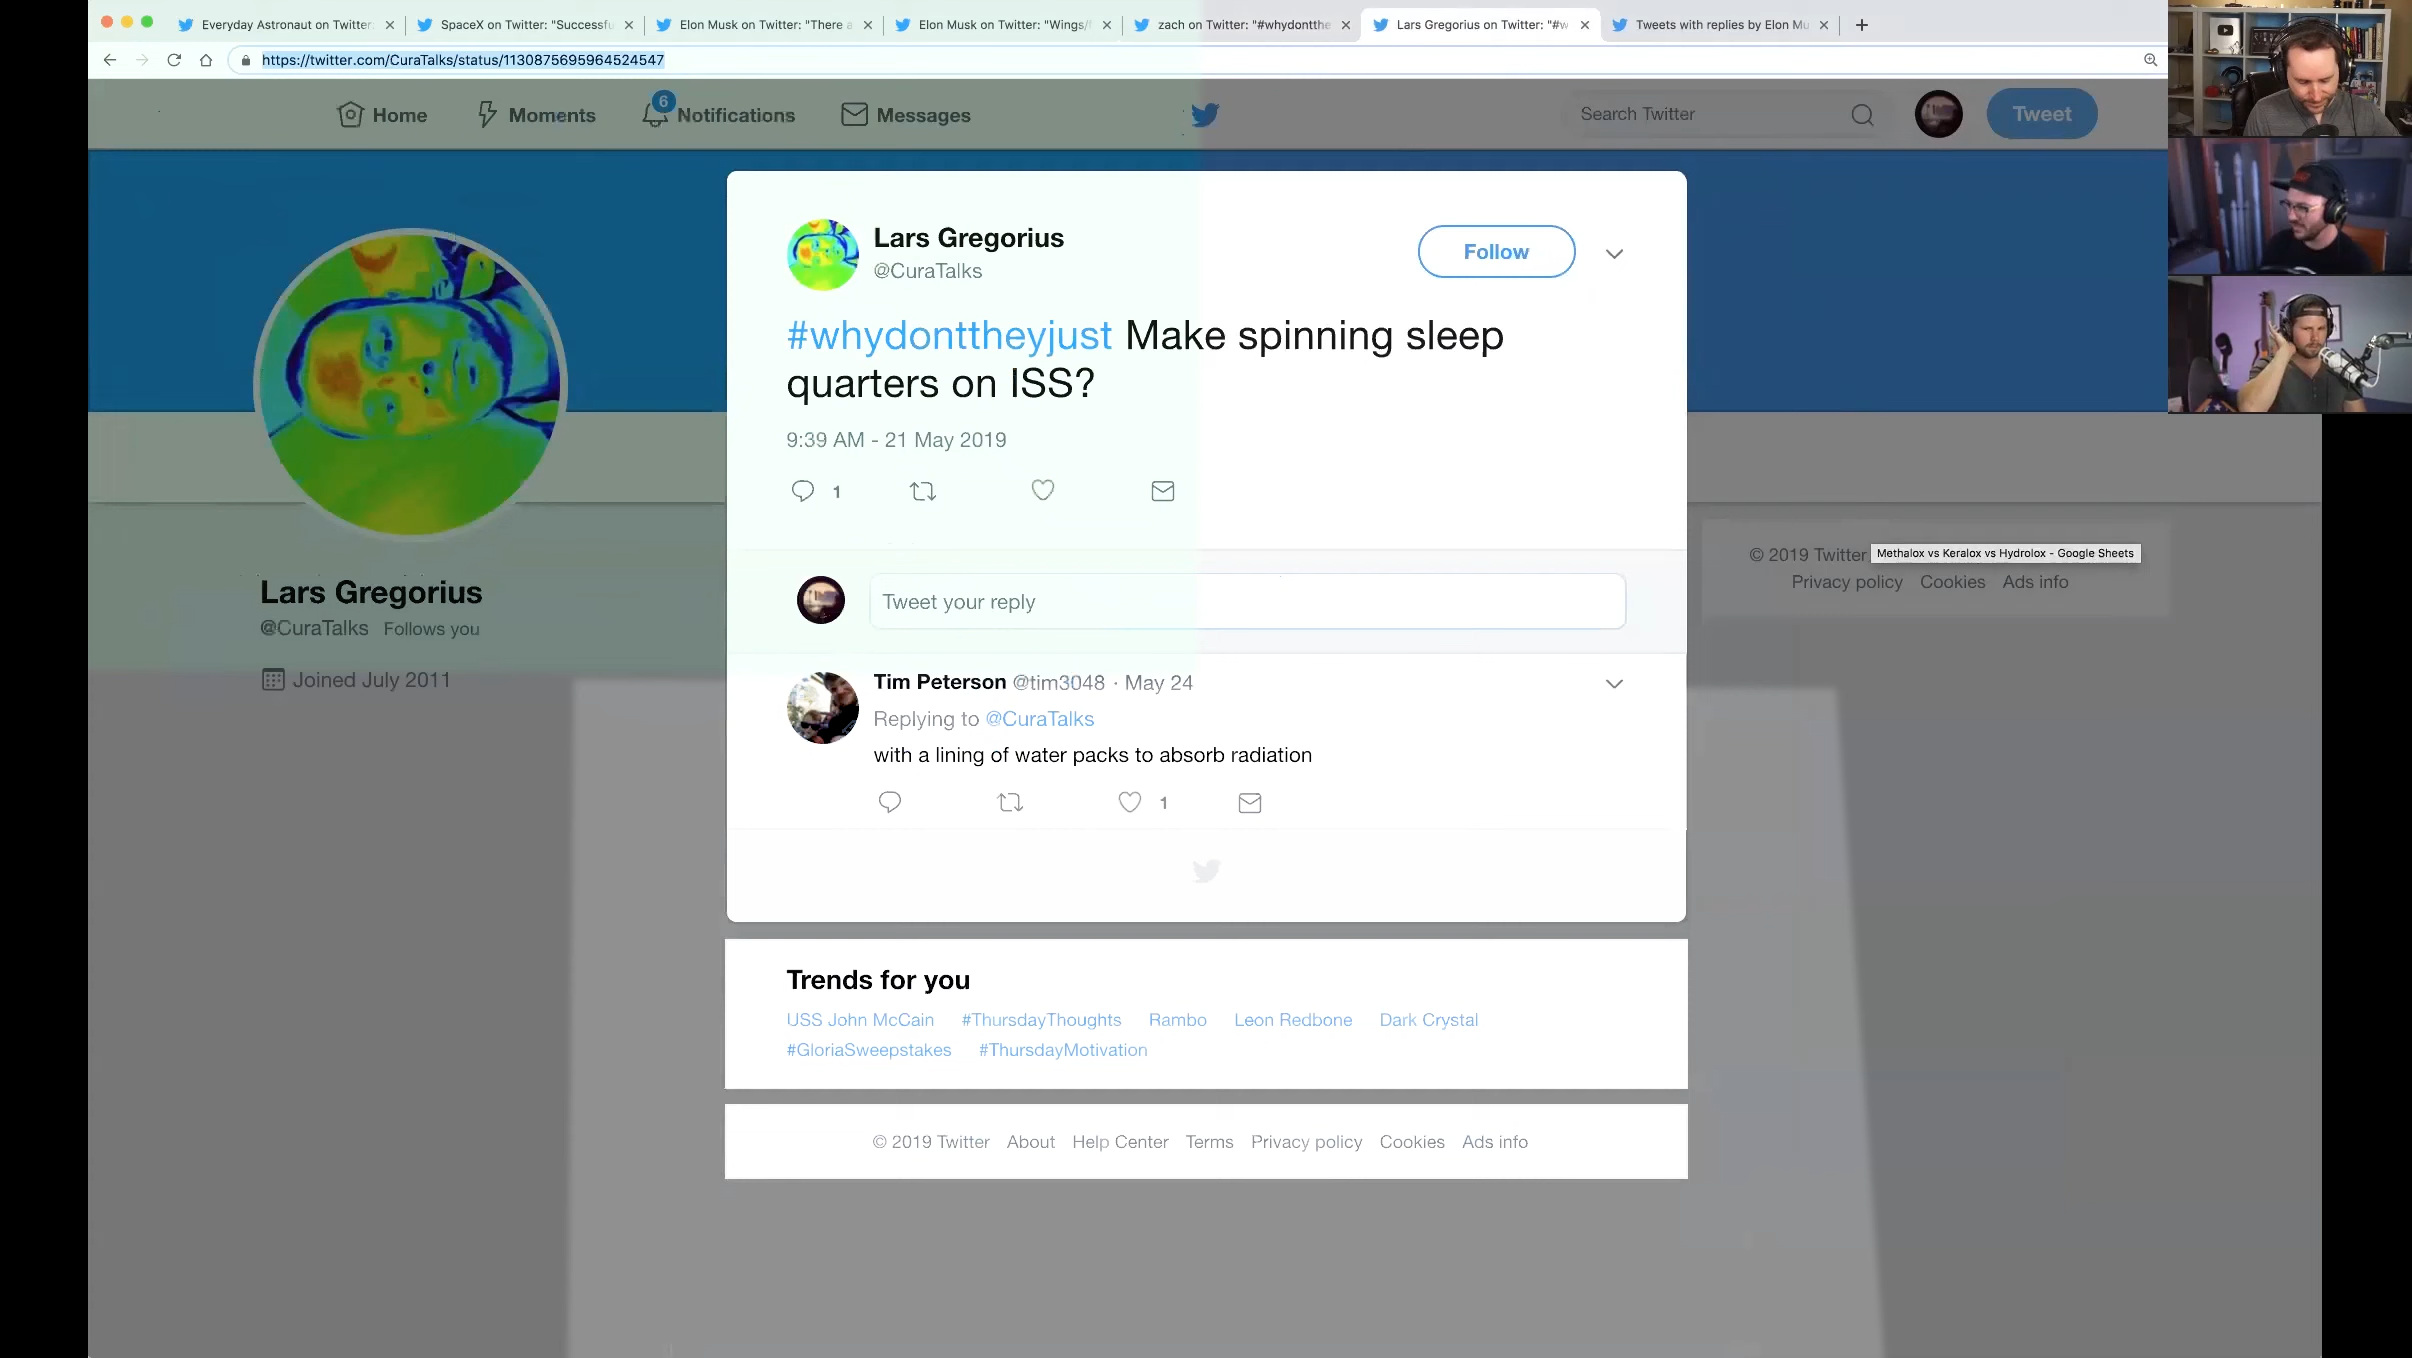 Everyday Astronaut on Twitter:
SpaceX on Twitter: "Successfu
Elon Musk on Twitter: "There a
Elon Musk on Twitter: "Wings/f
zach on Twitter: "#whydontthe
Lars Gregorius on Twitter: "#w
Tweets with replies by Elon Mu
https://twitter.com/CuraTalks/status/1130875695964524547
Home
Moments
6
Notifications
Messages
Search Twitter
Tweet
Lars Gregorius
@CuraTalks
Follow
#whydonttheyjust Make spinning sleep
quarters on ISS?
9:39 AM - 21 May 2019
1
Lars Gregorius
@CuraTalks Follows you
Joined July 2011
Tweet your reply
Tim Peterson @tim3048 · May 24
Replying to @CuraTalks
with a lining of water packs to absorb radiation
1
© 2019 Twitter
Methalox vs Keralox vs Hydrolox - Google Sheets
Privacy policy Cookies Ads info
Trends for you
USS John McCain #ThursdayThoughts Rambo Leon Redbone Dark Crystal
#GloriaSweepstakes #ThursdayMotivation
© 2019 Twitter About Help Center Terms Privacy policy Cookies Ads info